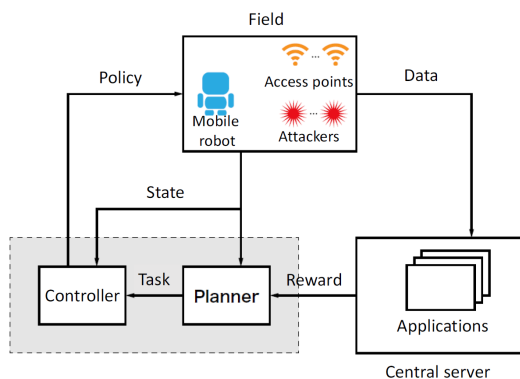 Field
Policy
Data
... ...
Access points
Mobile
robot
...
Attackers
State
Controller
Task
Planner
Reward
Applications
Central server